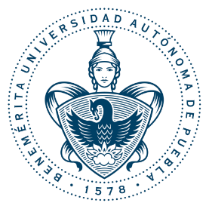 BENEMÉRITA UNIVERSIDAD AUTÓNOMA DE PUEBLA
· 1578 ·